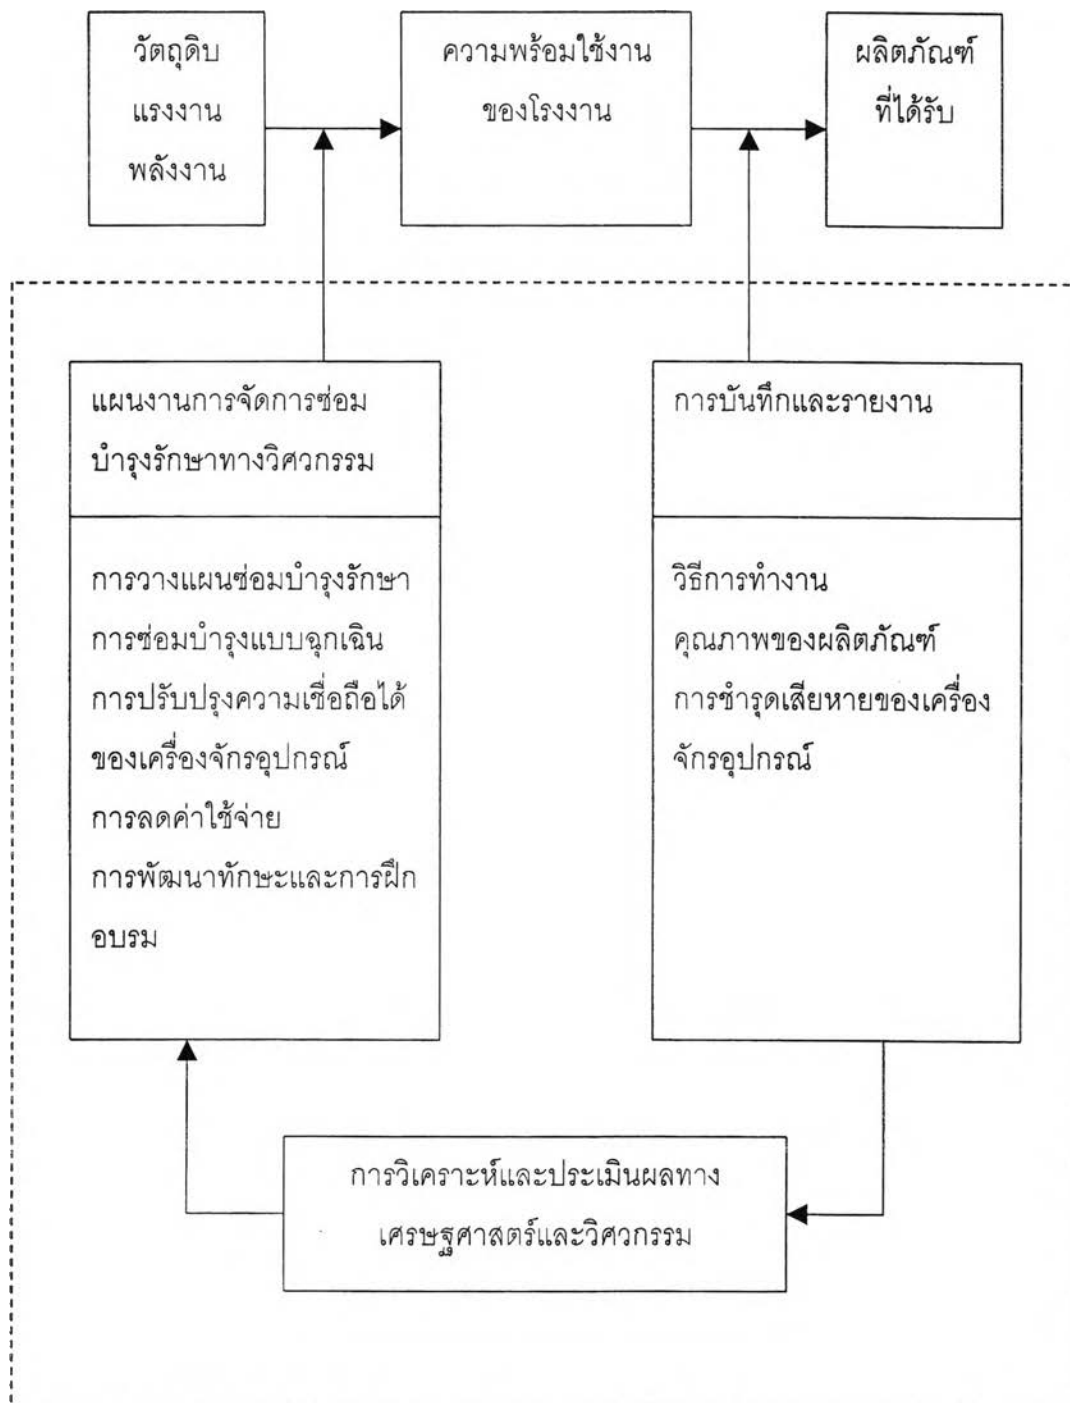 วัตถุดิบ
แรงงาน
พลังงาน
ความพร้อมใช้งาน
ของโรงงาน
ผลิตภัณฑ์
ที่ได้รับ
แผนงานการจัดการซ่อม
บำรุงรักษาทางวิศวกรรม
การวางแผนซ่อมบำรุงรักษา
การซ่อมบำรุงแบบฉุกเฉิน
การปรับปรุงความเชื่อถือได้
ของเครื่องจักรอุปกรณ์
การลดค่าใช้จ่าย
การพัฒนาทักษะและการฝึก
อบรม
การบันทึกและรายงาน
วิธีการทำงาน
คุณภาพของผลิตภัณฑ์
การชำรุดเสียหายของเครื่อง
จักรอุปกรณ์
การวิเคราะห์และประเมินผลทาง
เศรษฐศาสตร์และวิศวกรรม